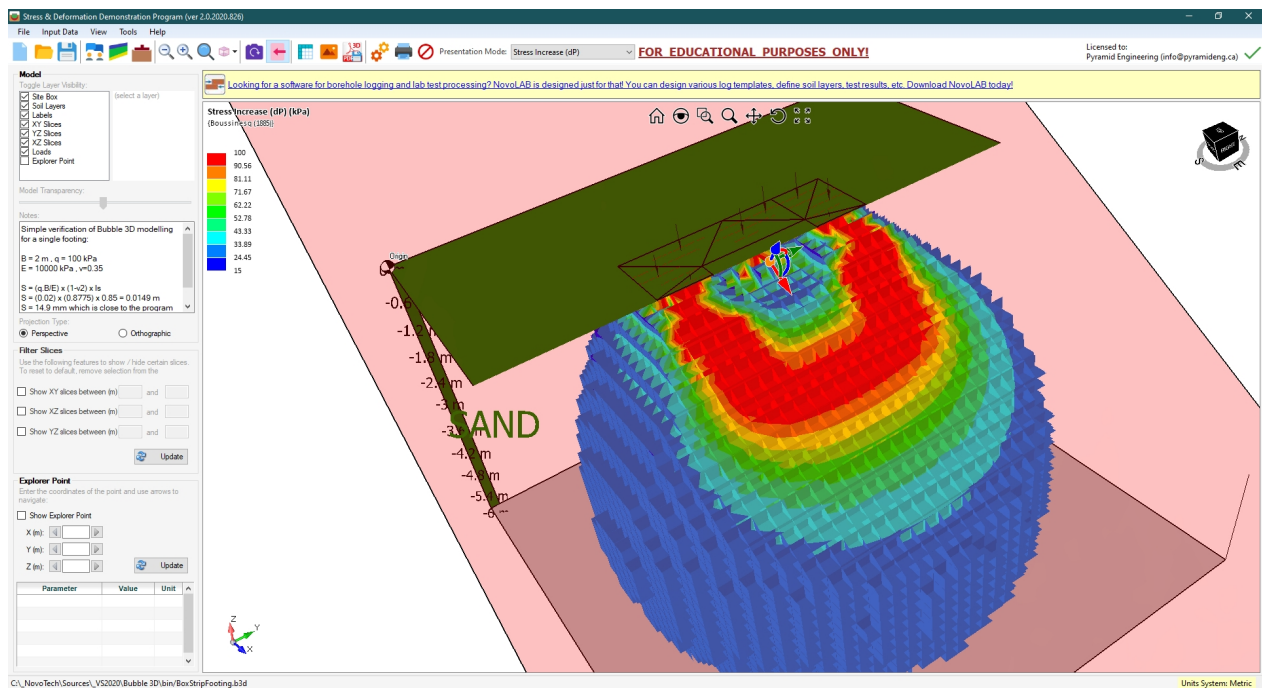 Stress & Deformation Demonstration Program (ver 2.0.2020.826)
File Input Data View Tools Help
Presentation Mode: Stress Increase (dP) FOR EDUCATIONAL PURPOSES ONLY!
Licensed to:
Pyramid Engineering (info@pyramideng.ca)
Model
Toggle Layer Visibility:
Site Box
Soil Layers
Labels
XY Slices
YZ Slices
XZ Slices
Loads
Explorer Point
(select a layer)
Model Transparency:
Notes:
Simple verification of Bubble 3D modelling
for a single footing:
B = 2 m , q = 100 kPa
E = 10000 kPa , v=0.35
S = (q.B/E) x (1-v2) x Is
S = (0.02) x (0.8775) x 0.85 = 0.0149 m
S = 14.9 mm which is close to the program
Projection Type:
Perspective Orthographic
Filter Slices
Use the following features to show / hide certain slices.
To reset to default, remove selection from the
Show XY slices between (m) and
Show XZ slices between (m) and
Show YZ slices between (m) and
Update
Explorer Point
Enter the coordinates of the point and use arrows to
navigate:
Show Explorer Point
X (m):
Y (m):
Z (m):
Update
Parameter Value Unit
Looking for a software for borehole logging and lab test processing? NovoLAB is designed just for that! You can design various log templates, define soil layers, test results, etc. Download NovoLAB today!
Stress Increase (dP) (kPa)
(Boussinesq (1885))
100
90.56
81.11
71.67
62.22
52.78
43.33
33.89
24.45
15
Origin
-0.6
-1.2 m
-1.8 m
-2.4 m
-3 m
-3.6 m
SAND
-4.2 m
-4.8 m
-5.4 m
-6 m
FRONT
N
S
E
Z
Y
X
C:\_NovoTech\Sources\_VS2020\Bubble 3D\bin/BoxStripFooting.b3d
Units System: Metric